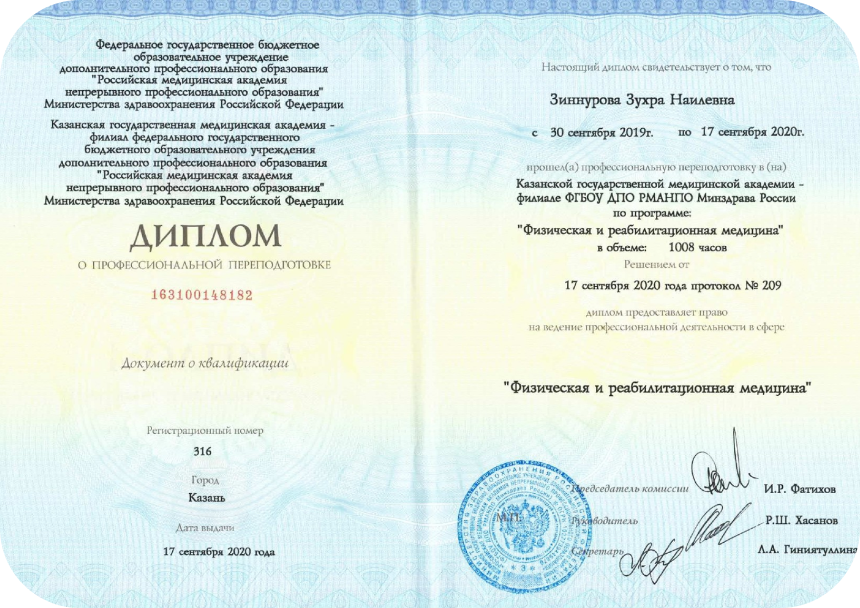 Федеральное государственное бюджетное
образовательное учреждение
дополнительного профессионального образования
"Российская медицинская академия
непрерывного профессионального образования"
Министерства здравоохранения Российской Федерации
Казанская государственная медицинская академия -
филиал федерального государственного
бюджетного образовательного учреждения
дополнительного профессионального образования
"Российская медицинская академия
непрерывного профессионального образования"
Министерства здравоохранения Российской Федерации
ДИПЛОМ
О ПРОФЕССИОНАЛЬНОЙ ПЕРЕПОДГОТОВКЕ
163100148182
Документ о квалификации
Регистрационный номер
316
Город
Казань
Дата выдачи
17 сентября 2020 года
Настоящий диплом свидетельствует о том, что
Зиннурова Зухра Наилевна
с 30 сентября 2019г. по 17 сентября 2020г.
прошел(а) профессиональную переподготовку в (на)
Казанской государственной медицинской академии -
филиале ФГБОУ ДПО РМАНПО Минздрава России
по программе:
"Физическая и реабилитационная медицина"
в объеме: 1008 часов
Решением от
17 сентября 2020 года протокол № 209
диплом предоставляет право
на ведение профессиональной деятельности в сфере
"Физическая и реабилитационная медицина"
Председатель комиссии И.Р. Фатихов
М.П. Руководитель Р.Ш. Хасанов
Секретарь Л.А. Гиниятуллина